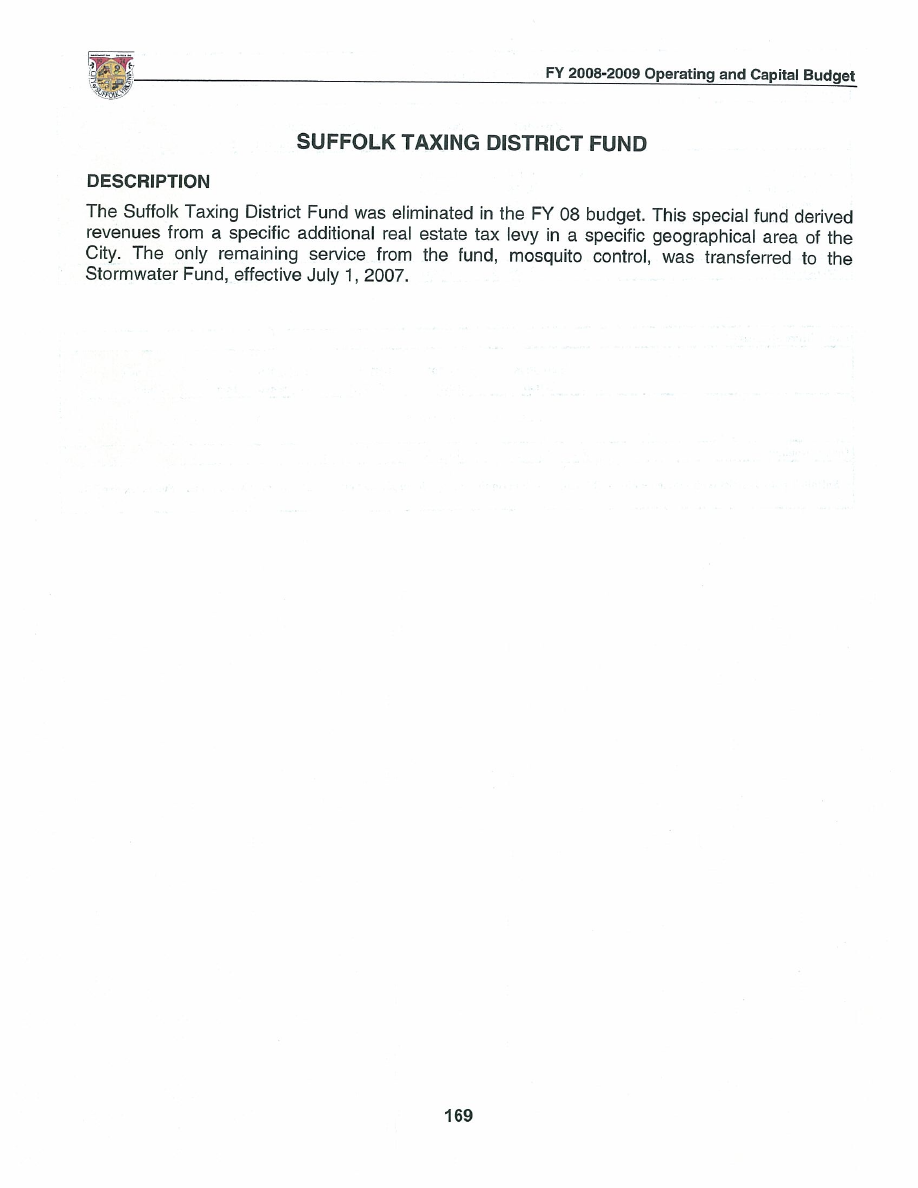 FY 2008-2009 Operating and Capital Budget
SUFFOLK TAXING DISTRICT FUND
DESCRIPTION
The Suffolk Taxing District Fund was eliminated in the FY 08 budget. This special fund derived
revenues from a specific additional real estate tax levy in a specific geographical area of the
City. The only remaining service from the fund, mosquito control, was transferred to the
Stormwater Fund, effective July 1, 2007.
169